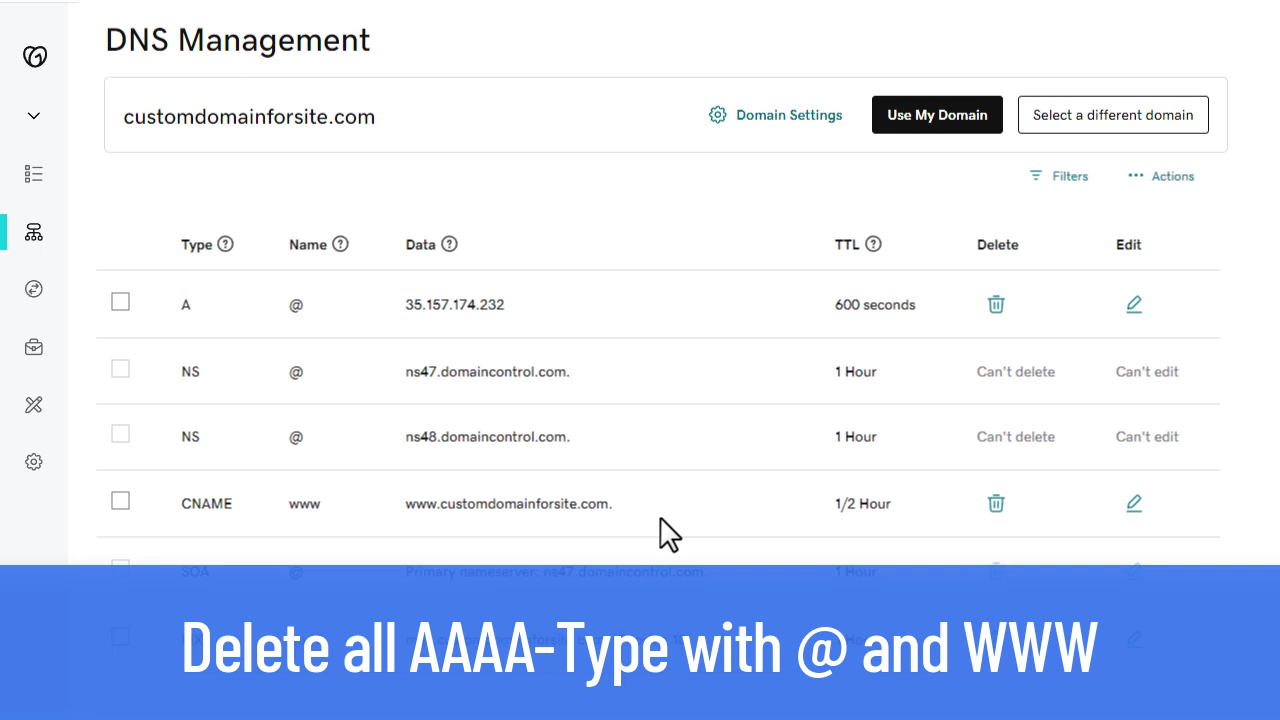 DNS Management
customdomainforsite.com Domain Settings Use My Domain Select a different domain
Filters ••• Actions
Type ? Name ? Data ? TTL ? Delete Edit
A @ 35.157.174.232 600 seconds
NS @ ns47.domaincontrol.com. 1 Hour Can't delete Can't edit
NS @ ns48.domaincontrol.com. 1 Hour Can't delete Can't edit
CNAME www www.customdomainforsite.com. 1/2 Hour
SOA @ Primary nameserver: ns47.domaincontrol.com. 1 Hour
Delete all AAAA-Type with @ and WWW